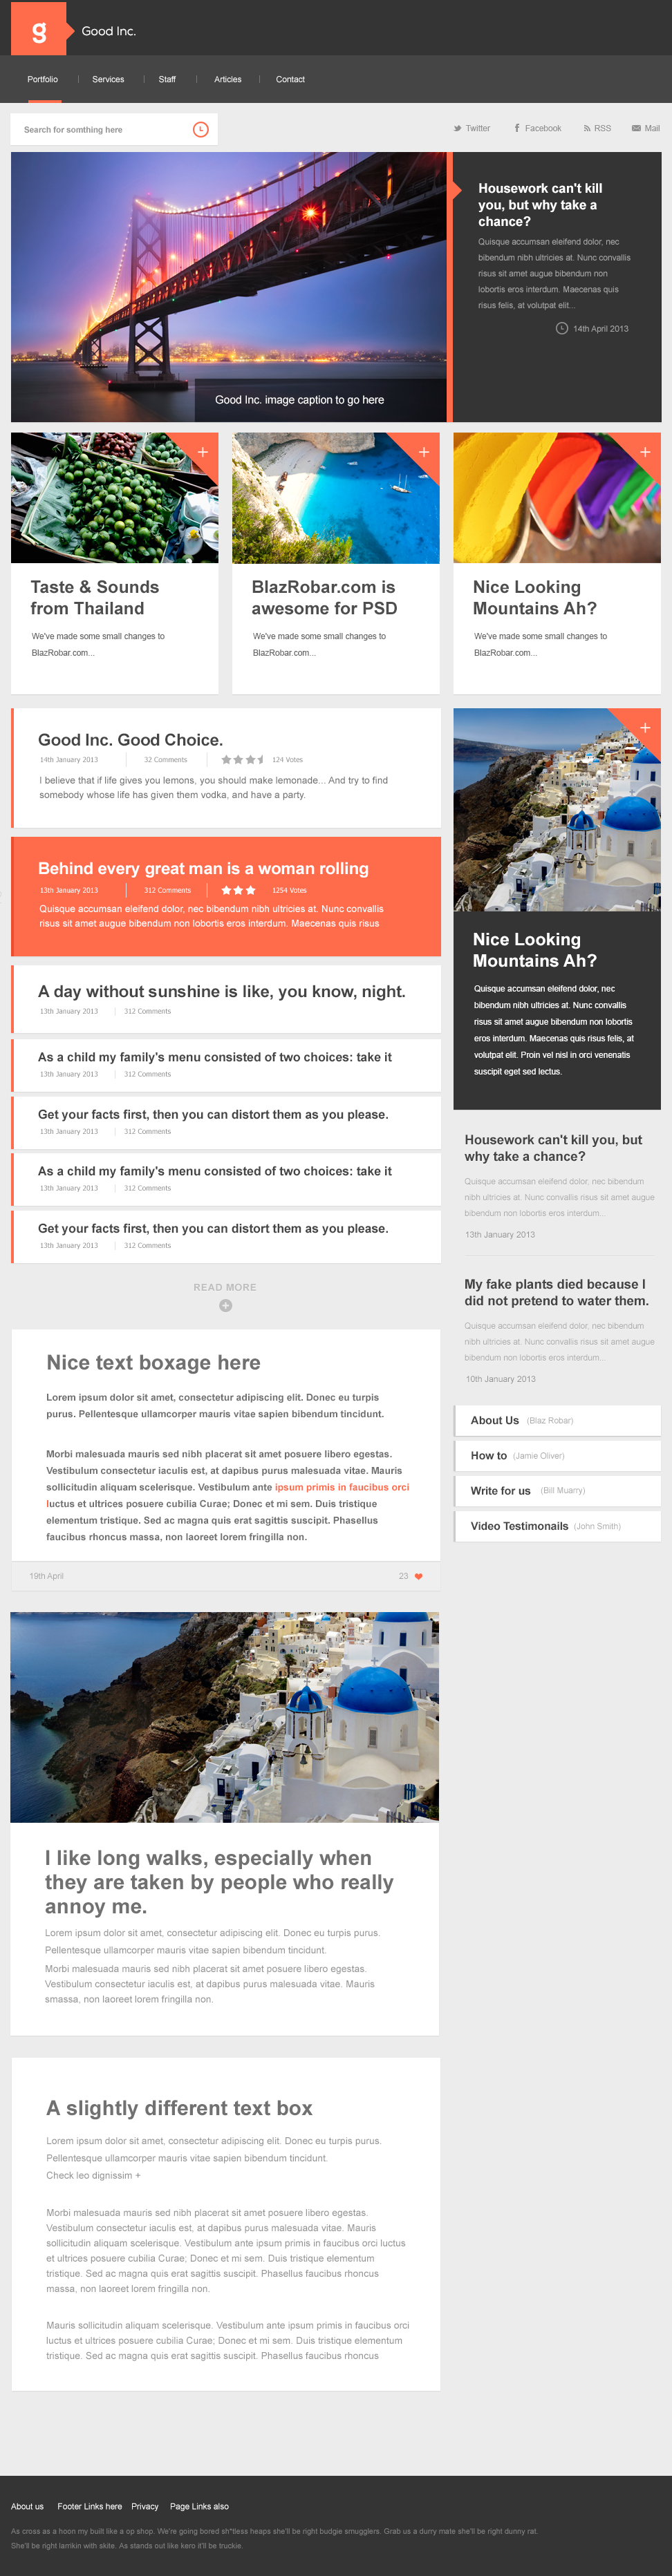 g
Good Inc.
Portfolio
Services
Staff
Articles
Contact
Search for somthing here
Twitter
Facebook
RSS
Mail
Good Inc. image caption to go here
Housework can't kill
you, but why take a
chance?
Quisque accumsan eleifend dolor, nec
bibendum nibh ultricies at. Nunc convallis
risus sit amet augue bibendum non
lobortis eros interdum. Maecenas quis
risus felis, at volutpat elit...
14th April 2013
Taste & Sounds
from Thailand
We've made some small changes to
BlazRobar.com...
BlazRobar.com is
awesome for PSD
We've made some small changes to
BlazRobar.com...
Nice Looking
Mountains Ah?
We've made some small changes to
BlazRobar.com...
Good Inc. Good Choice.
14th January 2013
32 Comments
124 Votes
I believe that if life gives you lemons, you should make lemonade... And try to find
somebody whose life has given them vodka, and have a party.
Behind every great man is a woman rolling
13th January 2013
312 Comments
1254 Votes
Quisque accumsan eleifend dolor, nec bibendum nibh ultricies at. Nunc convallis
risus sit amet augue bibendum non lobortis eros interdum. Maecenas quis risus
A day without sunshine is like, you know, night.
13th January 2013
312 Comments
As a child my family's menu consisted of two choices: take it
13th January 2013
312 Comments
Get your facts first, then you can distort them as you please.
13th January 2013
312 Comments
As a child my family's menu consisted of two choices: take it
13th January 2013
312 Comments
Get your facts first, then you can distort them as you please.
13th January 2013
312 Comments
READ MORE
Nice text boxage here
Lorem ipsum dolor sit amet, consectetur adipiscing elit. Donec eu turpis
purus. Pellentesque ullamcorper mauris vitae sapien bibendum tincidunt.
Morbi malesuada mauris sed nibh placerat sit amet posuere libero egestas.
Vestibulum consectetur iaculis est, at dapibus purus malesuada vitae. Mauris
sollicitudin aliquam scelerisque. Vestibulum ante ipsum primis in faucibus orci
luctus et ultrices posuere cubilia Curae; Donec et mi sem. Duis tristique
elementum tristique. Sed ac magna quis erat sagittis suscipit. Phasellus
faucibus rhoncus massa, non laoreet lorem fringilla non.
19th April
23
I like long walks, especially when
they are taken by people who really
annoy me.
Lorem ipsum dolor sit amet, consectetur adipiscing elit. Donec eu turpis purus.
Pellentesque ullamcorper mauris vitae sapien bibendum tincidunt.
Morbi malesuada mauris sed nibh placerat sit amet posuere libero egestas.
Vestibulum consectetur iaculis est, at dapibus purus malesuada vitae. Mauris
smassa, non laoreet lorem fringilla non.
A slightly different text box
Lorem ipsum dolor sit amet, consectetur adipiscing elit. Donec eu turpis purus.
Pellentesque ullamcorper mauris vitae sapien bibendum tincidunt.
Check leo dignissim +
Morbi malesuada mauris sed nibh placerat sit amet posuere libero egestas.
Vestibulum consectetur iaculis est, at dapibus purus malesuada vitae. Mauris
sollicitudin aliquam scelerisque. Vestibulum ante ipsum primis in faucibus orci luctus
et ultrices posuere cubilia Curae; Donec et mi sem. Duis tristique elementum
tristique. Sed ac magna quis erat sagittis suscipit. Phasellus faucibus rhoncus
massa, non laoreet lorem fringilla non.
Mauris sollicitudin aliquam scelerisque. Vestibulum ante ipsum primis in faucibus orci
luctus et ultrices posuere cubilia Curae; Donec et mi sem. Duis tristique elementum
tristique. Sed ac magna quis erat sagittis suscipit. Phasellus faucibus rhoncus
Nice Looking
Mountains Ah?
Quisque accumsan eleifend dolor, nec
bibendum nibh ultricies at. Nunc convallis
risus sit amet augue bibendum non lobortis
eros interdum. Maecenas quis risus felis, at
volutpat elit. Proin vel nisl in orci venenatis
suscipit eget sed lectus.
Housework can't kill you, but
why take a chance?
Quisque accumsan eleifend dolor, nec bibendum
nibh ultricies at. Nunc convallis risus sit amet augue
bibendum non lobortis eros interdum...
13th January 2013
My fake plants died because I
did not pretend to water them.
Quisque accumsan eleifend dolor, nec bibendum
nibh ultricies at. Nunc convallis risus sit amet augue
bibendum non lobortis eros interdum...
10th January 2013
About Us (Blaz Robar)
How to (Jamie Oliver)
Write for us (Bill Muarry)
Video Testimonails (John Smith)
About us
Footer Links here
Privacy
Page Links also
As cross as a hoon my built like a op shop. We're going bored sh*tless heaps she'll be right budgie smugglers. Grab us a durry mate she'll be right dunny rat.
She'll be right larrikin with skite. As stands out like kero it'll be truckie.